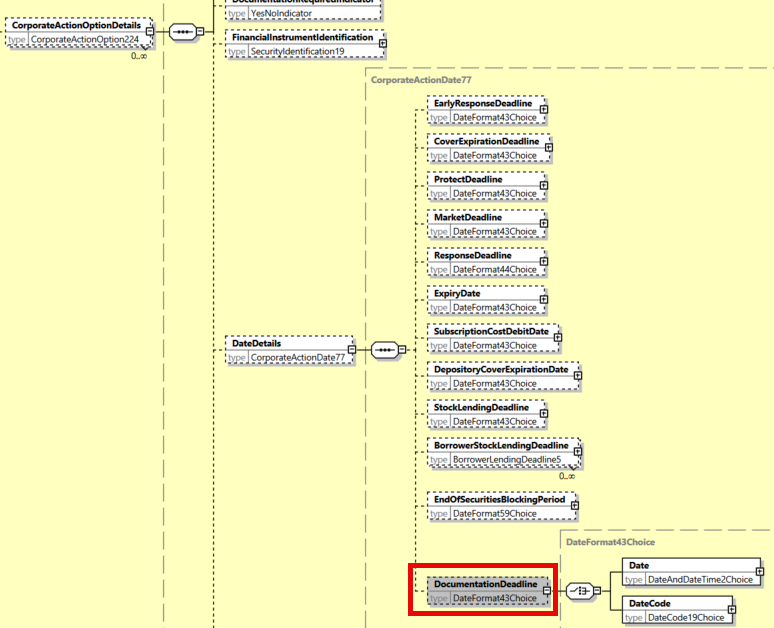 DocumentationRequiredIndicator
type YesNoIndicator
CorporateActionOptionDetails
type CorporateActionOption224
0..∞
FinancialInstrumentIdentification
type SecurityIdentification19
CorporateActionDate77
EarlyResponseDeadline
type DateFormat43Choice
CoverExpirationDeadline
type DateFormat43Choice
ProtectDeadline
type DateFormat43Choice
MarketDeadline
type DateFormat43Choice
ResponseDeadline
type DateFormat44Choice
ExpiryDate
type DateFormat43Choice
SubscriptionCostDebitDate
type DateFormat43Choice
DateDetails
type CorporateActionDate77
DepositoryCoverExpirationDate
type DateFormat43Choice
StockLendingDeadline
type DateFormat43Choice
BorrowerStockLendingDeadline
type BorrowerLendingDeadline5
0..∞
EndOfSecuritiesBlockingPeriod
type DateFormat59Choice
DateFormat43Choice
DocumentationDeadline
type DateFormat43Choice
Date
type DateAndDateTime2Choice
DateCode
type DateCode19Choice